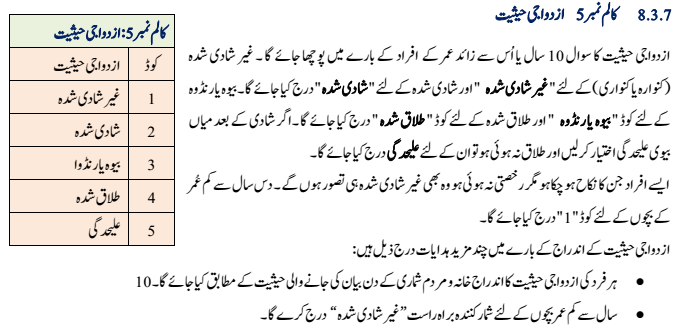 8.3.7 کالم نمبر 5 ازدواجی حیثیت
ازدواجی حیثیت کا سوال 10 سال یا اُس سے زائد عمر کے افراد کے بارے میں پوچھا جائے گا۔ غیر شادی شدہ
(کنوارہ یا کنواری) کے لئے "غیر شادی شدہ" اور شادی شدہ کے لئے "شادی شدہ" درج کیا جائے گا۔ بیوہ یا رنڈوہ
کے لئے کوڈ "بیوہ یا رنڈوہ" اور طلاق شدہ کے لئے کوڈ "طلاق شدہ" درج کیا جائے گا۔ اگر شادی کے بعد میاں
بیوی علیحدگی اختیار کر لیں اور طلاق نہ ہوئی ہو تو ان کے لئے علیحدگی درج کیا جائے گا۔
ایسے افراد جن کا نکاح ہو چکا ہو مگر رخصتی نہ ہوئی ہو وہ بھی غیر شادی شدہ ہی تصور ہوں گے۔ دس سال سے کم عُمر
کے بچوں کے لئے کوڈ "1" درج کیا جائے گا۔
ازدواجی حیثیت کے اندراج کے بارے میں چند مزید ہدایات درج ذیل ہیں:
• ہر فرد کی ازدواجی حیثیت کا اندراج خانہ و مردم شماری کے دن بیان کی جانے والی حیثیت کے مطابق کیا جائے گا۔ 10
• سال سے کم عمر بچوں کے لئے شمار کنندہ براہ راست "غیر شادی شدہ" درج کرے گا۔
کالم نمبر 5: ازدواجی حیثیت
کوڈ ازدواجی حیثیت
1 غیر شادی شدہ
2 شادی شدہ
3 بیوہ یا رنڈوا
4 طلاق شدہ
5 علیحدگی